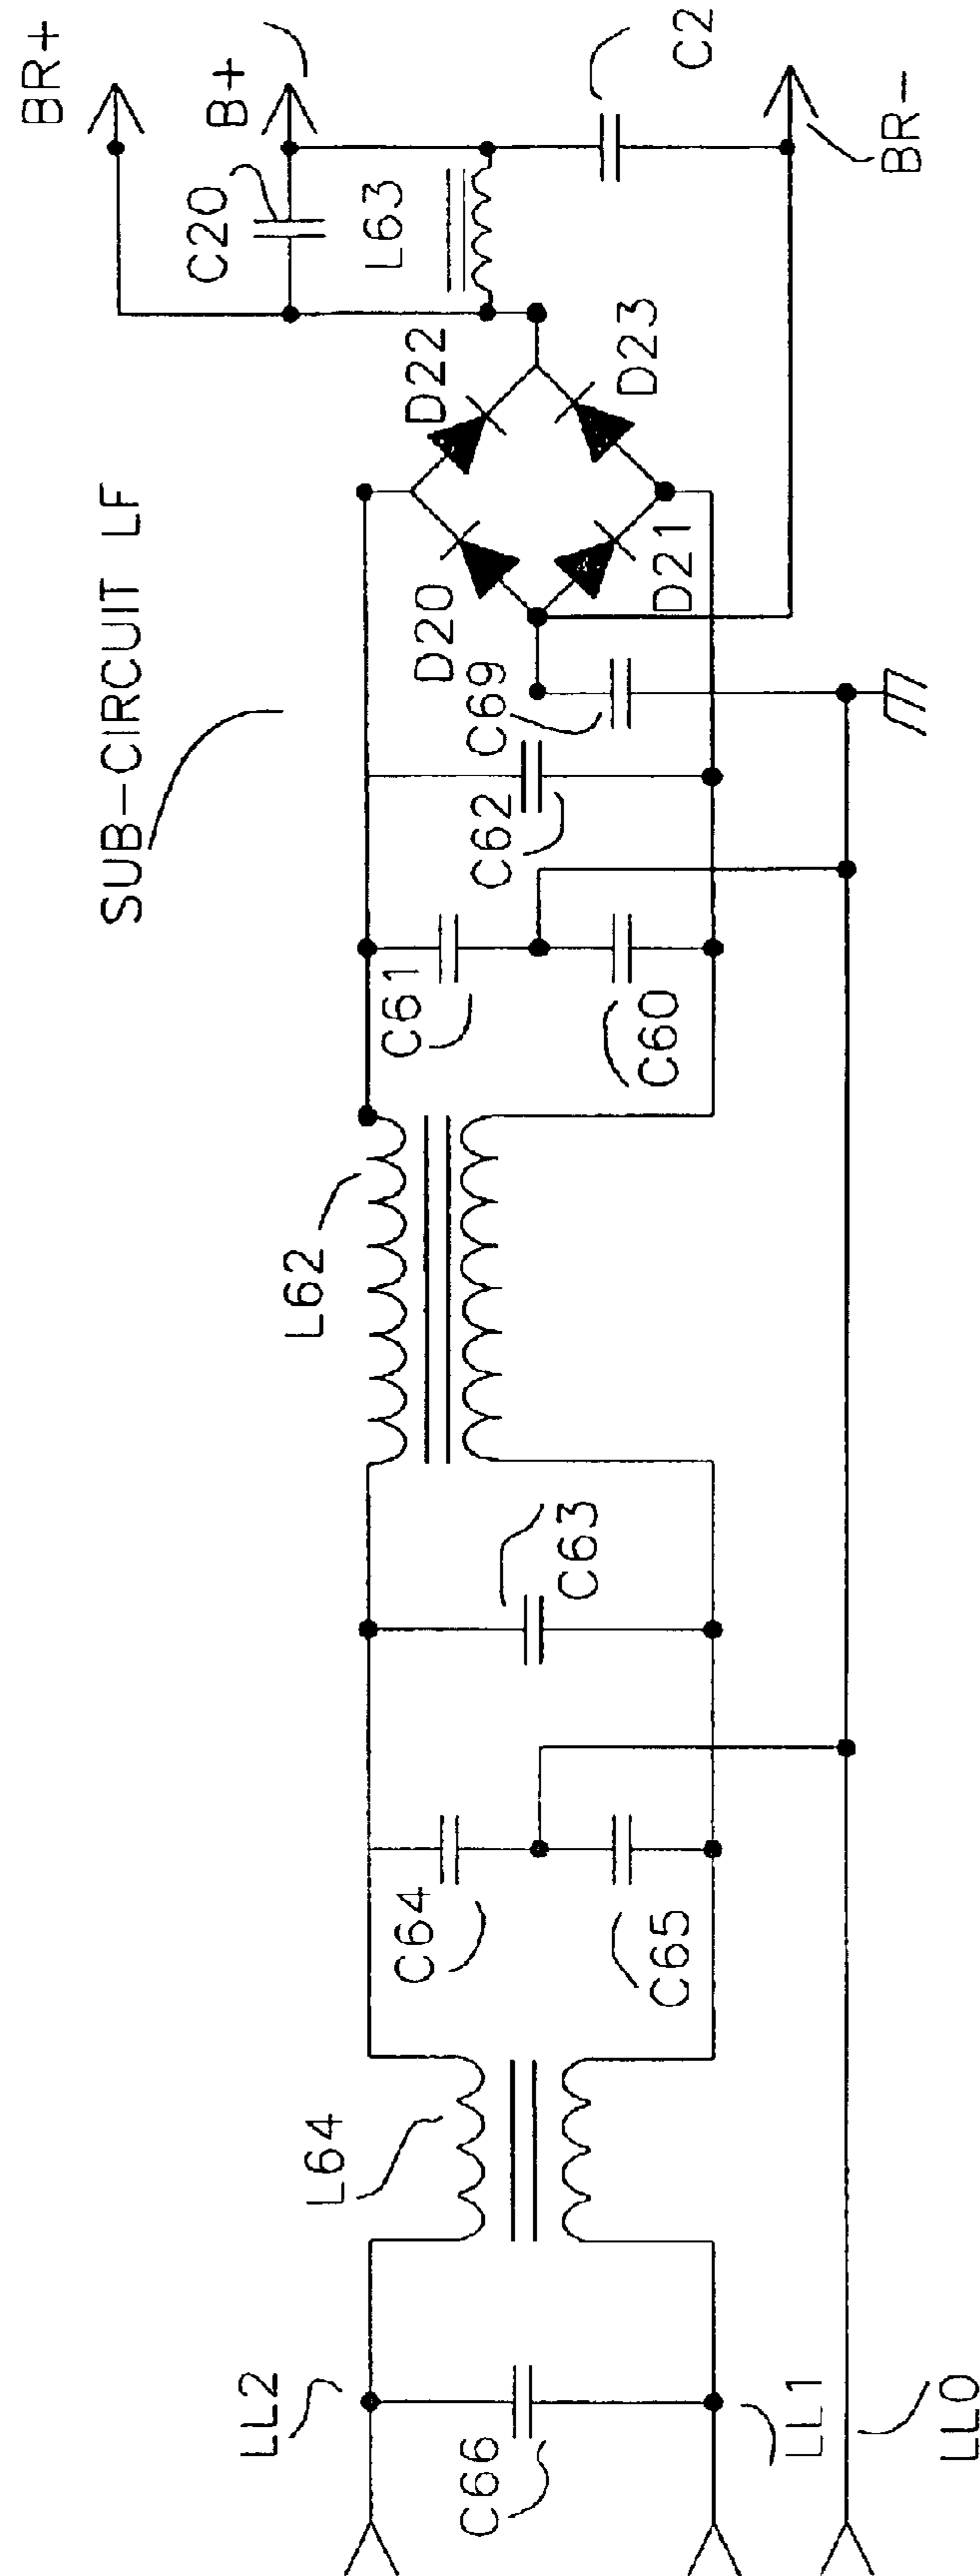 SUB-CIRCUIT LF
BR+
B+
C20
L63
C2
BR-
D22
D23
D20
D21
C69
C62
C61
C60
L62
C63
C64
C65
L64
LL2
C66
LL1
LL0